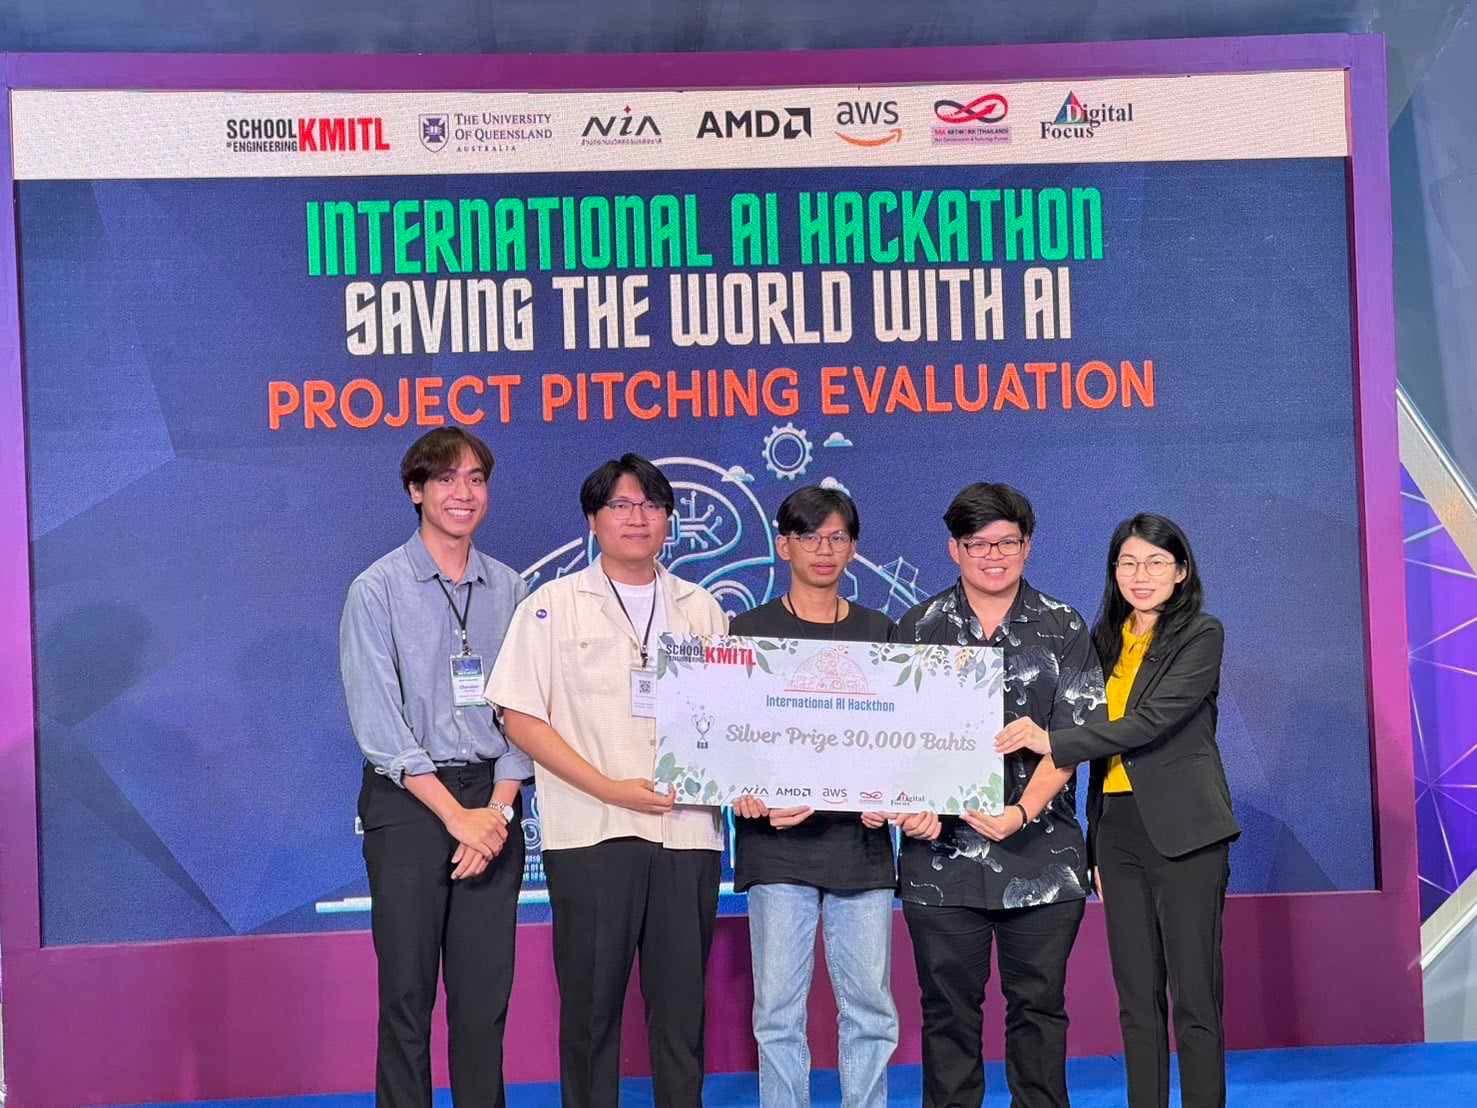 SCHOOL OF ENGINEERING KMITL
THE UNIVERSITY OF QUEENSLAND AUSTRALIA
NIA
AMD
aws
Digital Focus
INTERNATIONAL AI HACKATHON
SAVING THE WORLD WITH AI
PROJECT PITCHING EVALUATION
SCHOOL OF ENGINEERING KMITL
International AI Hackthon
Silver Prize 30,000 Bahts
NIA AMD aws Digital Focus